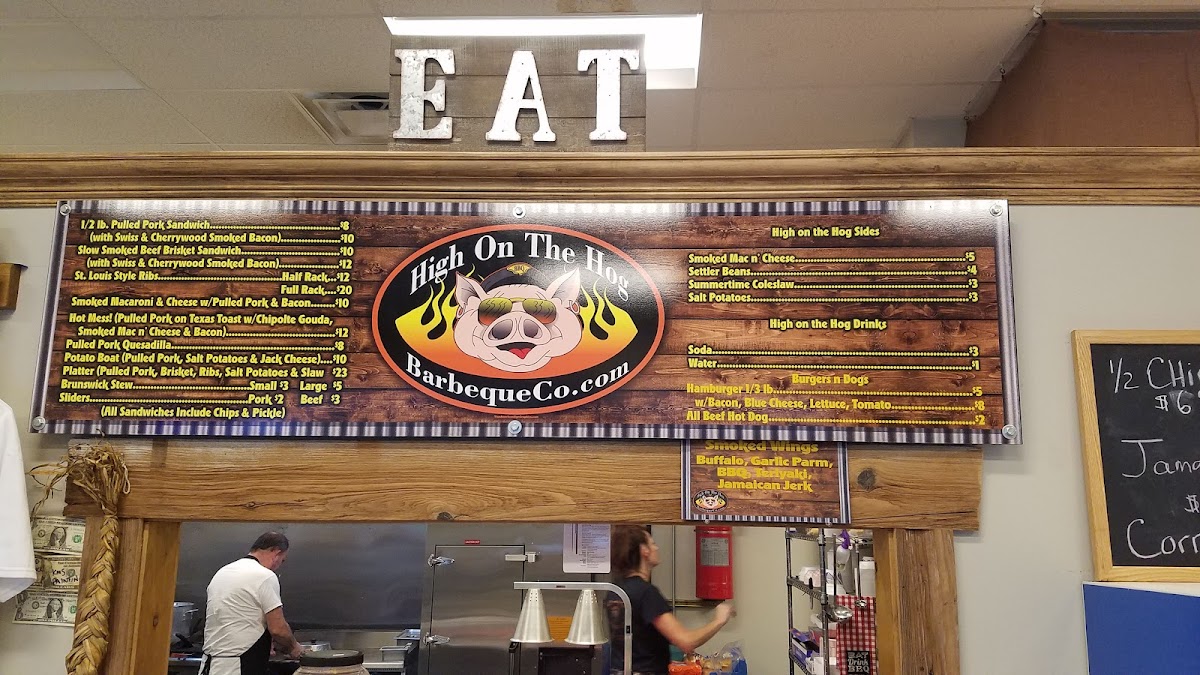 EAT
1/2 lb. Pulled Pork Sandwich $8
(with Swiss & Cherrywood Smoked Bacon) $10
Slow Smoked Beef Brisket Sandwich $10
(with Swiss & Cherrywood Smoked Bacon) $12
St. Louis Style Ribs Half Rack $12
Full Rack $20
Smoked Macaroni & Cheese w/Pulled Pork & Bacon $10
Hot Mess! (Pulled Pork on Texas Toast w/Chipolte Gouda,
Smoked Mac n' Cheese & Bacon) $12
Pulled Pork Quesadilla $8
Potato Boat (Pulled Pork, Salt Potatoes & Jack Cheese) $10
Platter (Pulled Pork, Brisket, Ribs, Salt Potatoes & Slaw $23
Brunswick Stew Small $3 Large $5
Sliders Pork $2 Beef $3
(All Sandwiches Include Chips & Pickle)
High On The Hog
BarbequeCo.com
High on the Hog Sides
Smoked Mac n' Cheese $5
Settler Beans $4
Summertime Coleslaw $3
Salt Potatoes $3
High on the Hog Drinks
Soda $3
Water $1
Burgers n Dogs
Hamburger 1/3 lb $5
w/Bacon, Blue Cheese, Lettuce, Tomato $8
All Beef Hot Dog $2
Smoked Wings
Buffalo, Garlic Parm,
BBQ, Teriyaki,
Jamaican Jerk
1/2 CHi
$6
Jama
$
Corn
EAT
Drink
BBQ